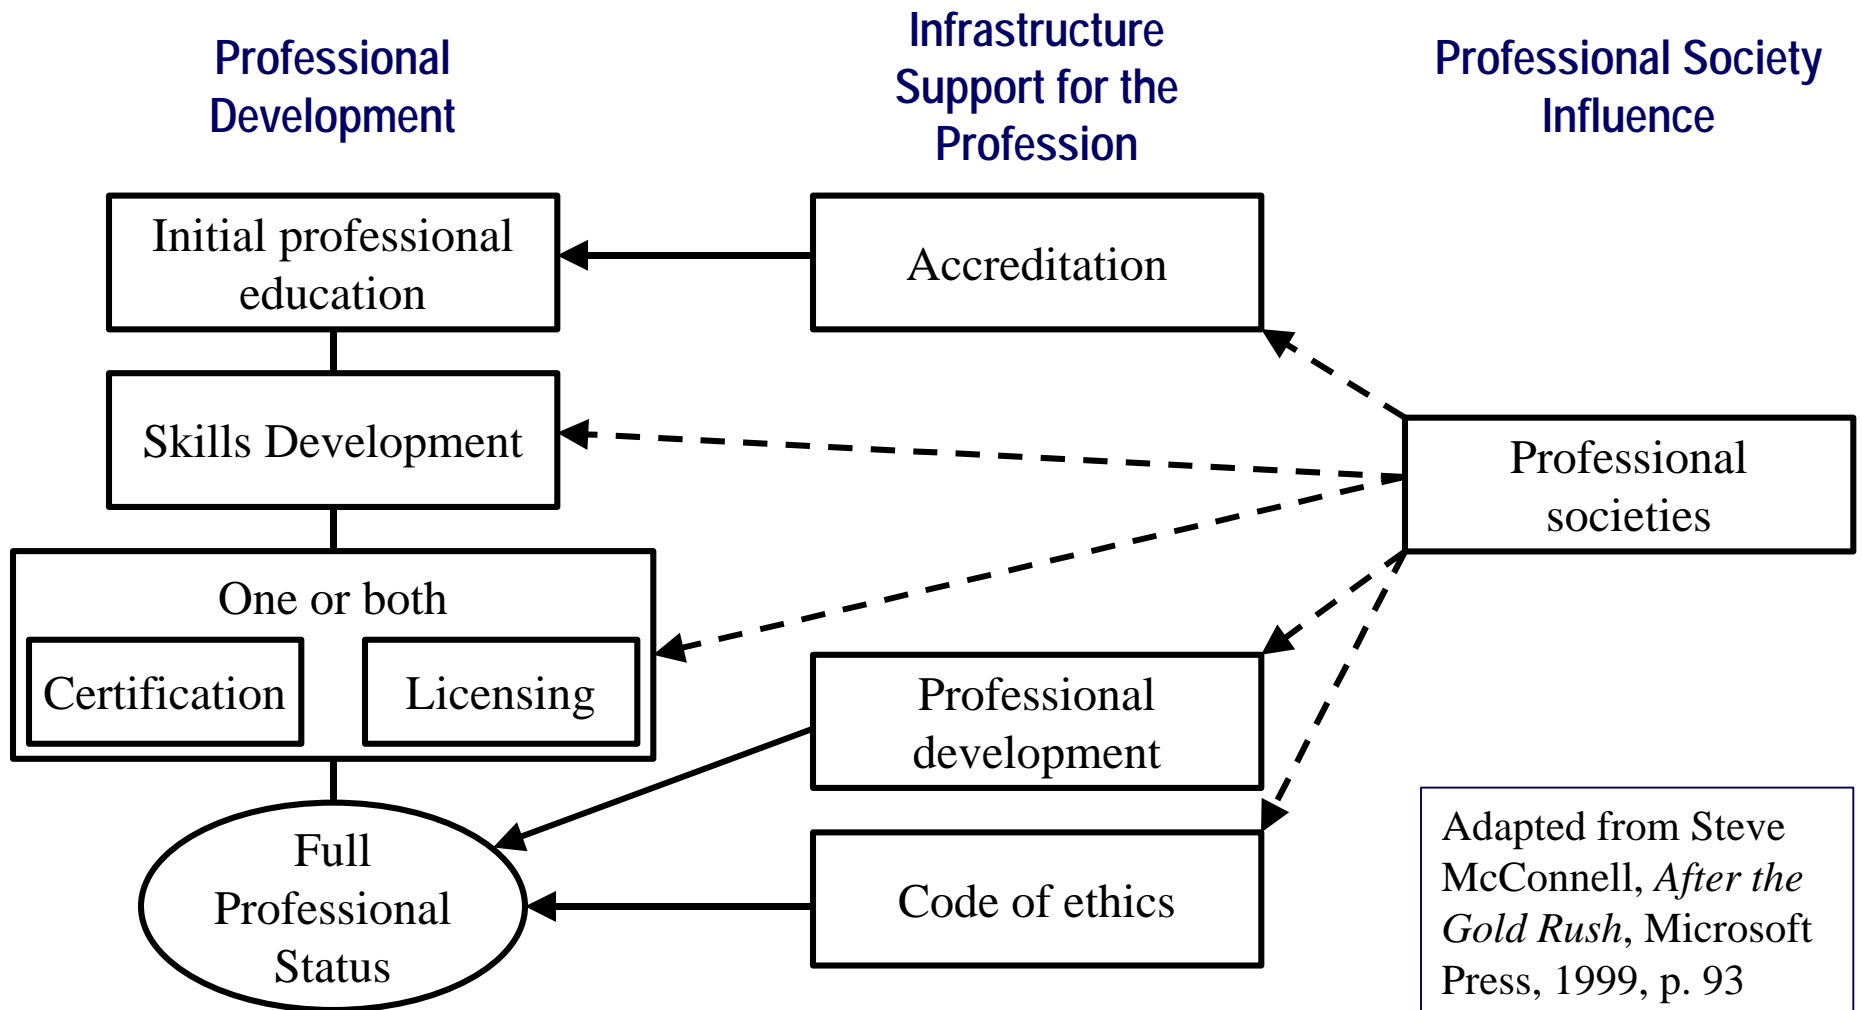 Professional
Development
Infrastructure
Support for the
Profession
Professional Society
Influence
Initial professional
education
Accreditation
Skills Development
Professional
societies
One or both
Certification
Licensing
Professional
development
Full
Professional
Status
Code of ethics
Adapted from Steve
McConnell, After the
Gold Rush, Microsoft
Press, 1999, p. 93